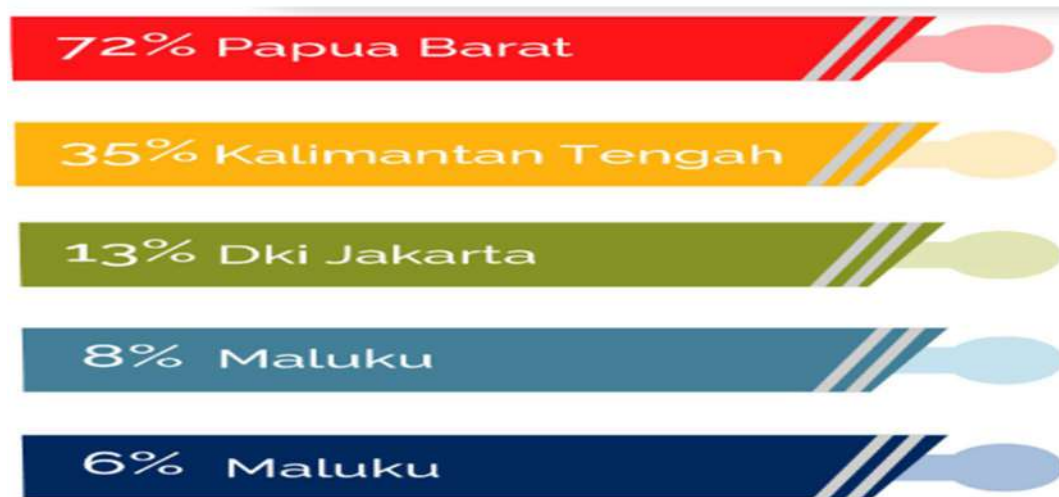 72% Papua Barat
35% Kalimantan Tengah
13% Dki Jakarta
8% Maluku
6% Maluku